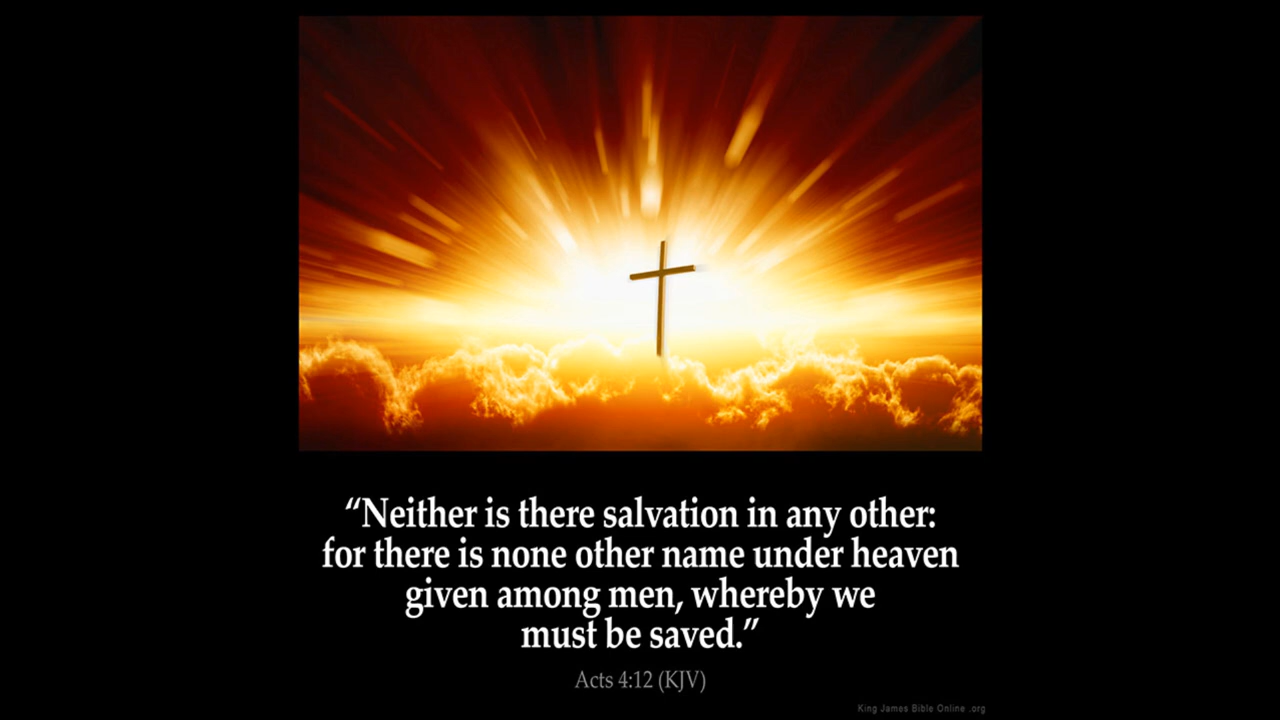 “Neither is there salvation in any other:
for there is none other name under heaven
given among men, whereby we
must be saved.”
Acts 4:12 (KJV)
King James Bible Online .org